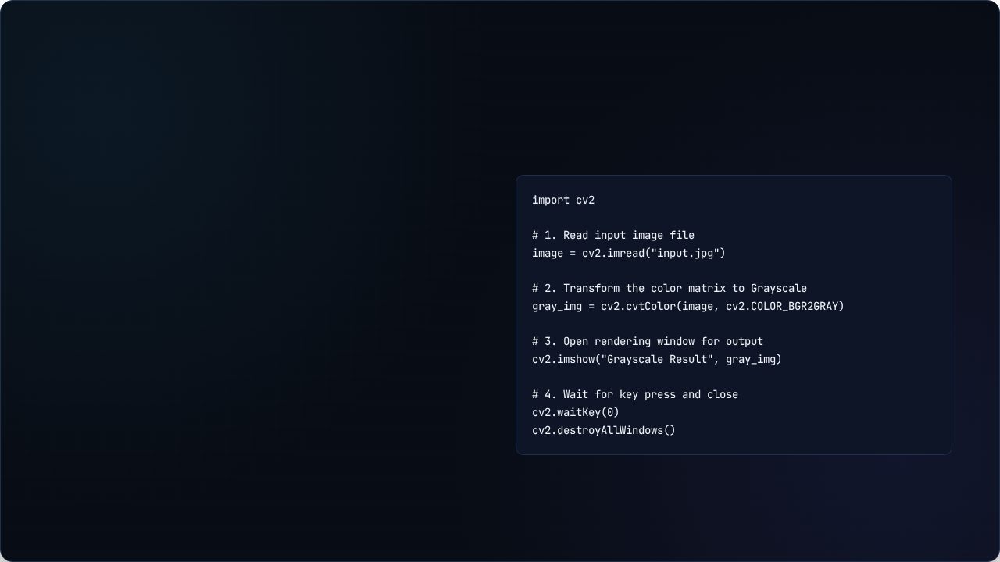 import cv2
# 1. Read input image file
image = cv2.imread("input.jpg")
# 2. Transform the color matrix to Grayscale
gray_img = cv2.cvtColor(image, cv2.COLOR_BGR2GRAY)
# 3. Open rendering window for output
cv2.imshow("Grayscale Result", gray_img)
# 4. Wait for key press and close
cv2.waitKey(0)
cv2.destroyAllWindows()